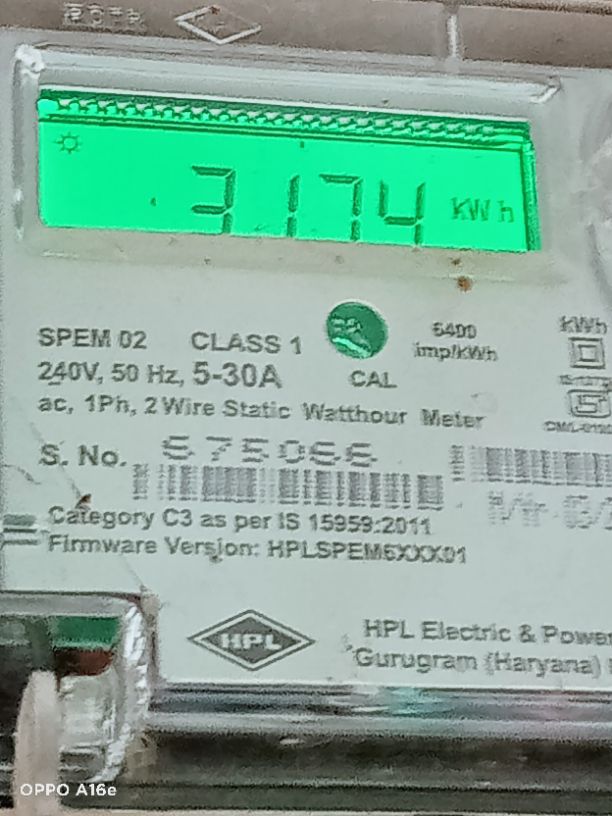 3174 kWh
SPEM 02 CLASS 1
6400 imp/kWh
kWh
240V, 50 Hz, 5-30A
CAL
ac, 1Ph, 2 Wire Static Watthour Meter
S. No. 675066
Category C3 as per IS 15959:2011
Firmware Version: HPLSPEM6XXX01
HPL
HPL Electric & Power
Gurugram (Haryana)
OPPO A16e